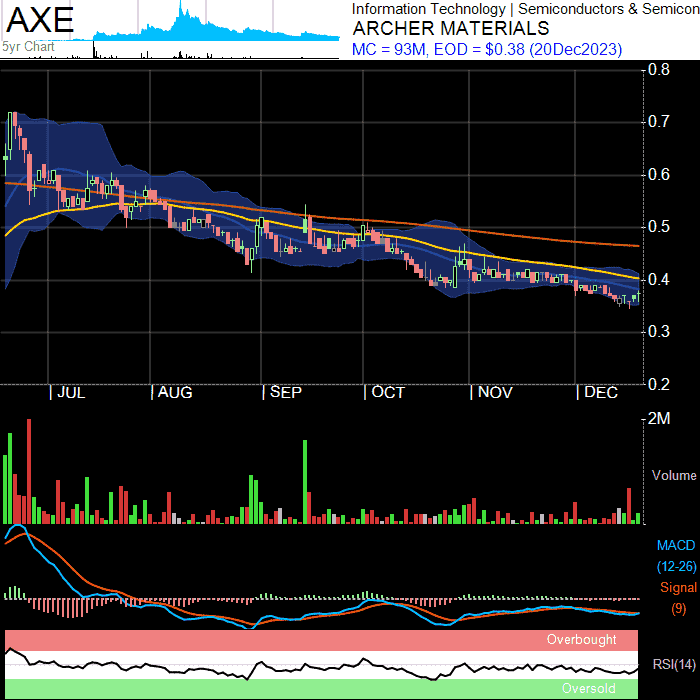 AXE
5yr Chart
Information Technology | Semiconductors & Semicon
ARCHER MATERIALS
MC = 93M, EOD = $0.38 (20Dec2023)
0.8
0.7
0.6
0.5
0.4
0.3
0.2
| JUL | AUG | SEP | OCT | NOV | DEC
2M
Volume
MACD
(12-26)
Signal
(9)
Overbought
RSI(14)
Oversold